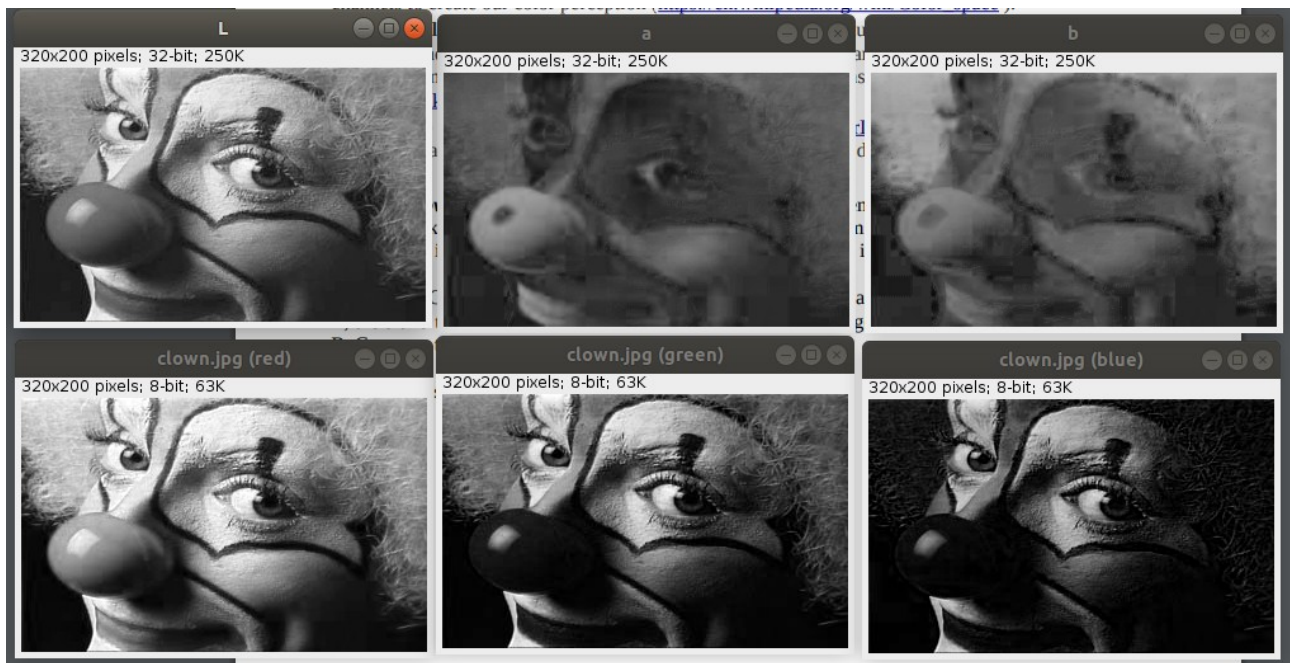 L
a
b
320x200 pixels; 32-bit; 250K
320x200 pixels; 32-bit; 250K
320x200 pixels; 32-bit; 250K
clown.jpg (red)
clown.jpg (green)
clown.jpg (blue)
320x200 pixels; 8-bit; 63K
320x200 pixels; 8-bit; 63K
320x200 pixels; 8-bit; 63K